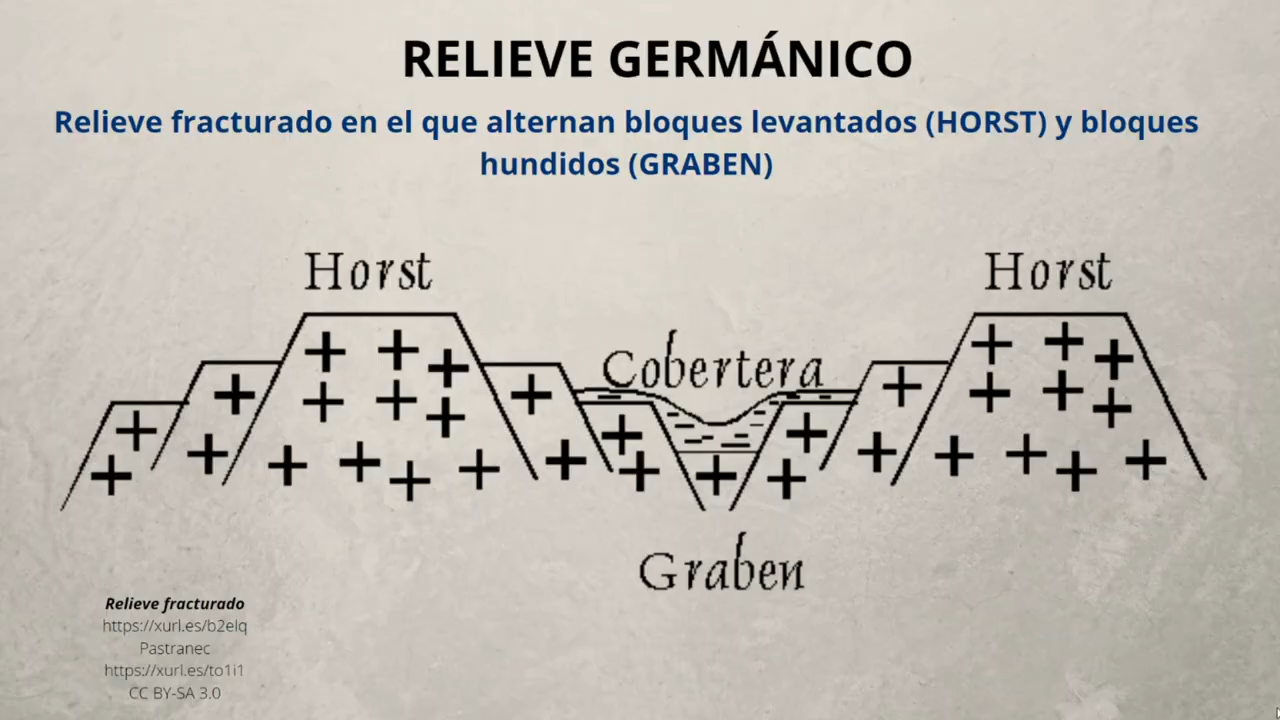 RELIEVE GERMÁNICO
Relieve fracturado en el que alternan bloques levantados (HORST) y bloques
hundidos (GRABEN)
Horst
Horst
Cobertera
Graben
Relieve fracturado
https://xurl.es/b2elq
Pastranec
https://xurl.es/to1i1
CC BY-SA 3.0